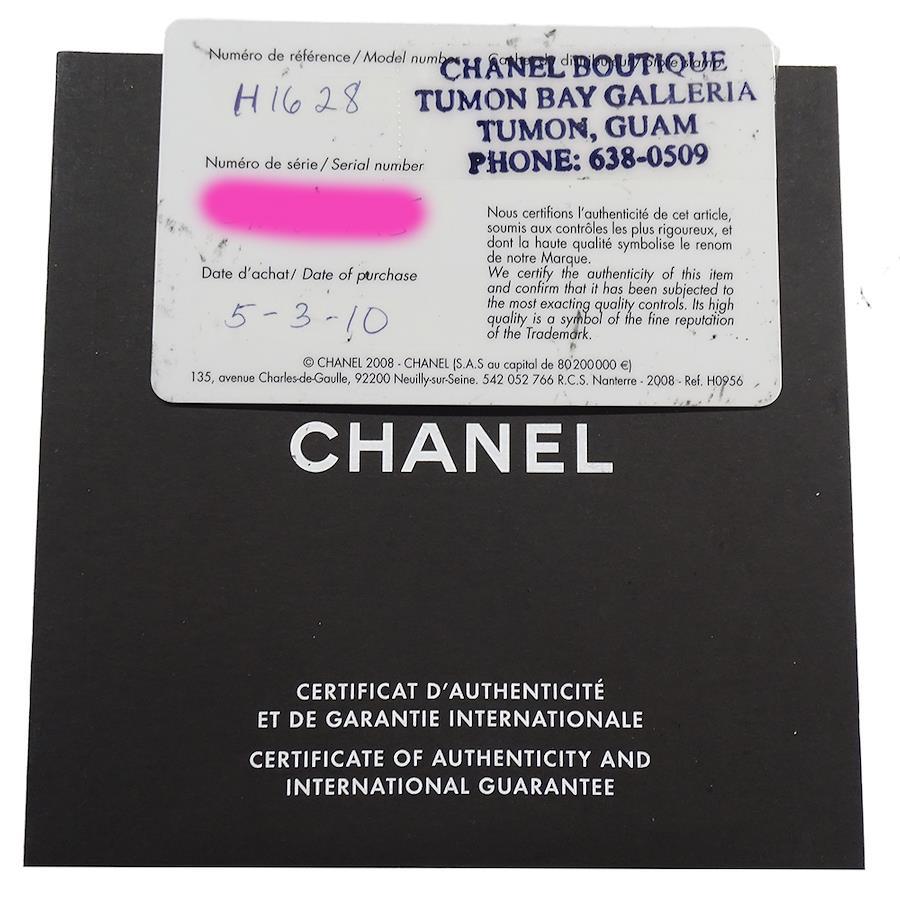 Numéro de référence / Model number
CHANEL BOUTIQUE
H1628
TUMON BAY GALLERIA
TUMON, GUAM
PHONE: 638-0509
Numéro de série / Serial number
Nous certifions l'authenticité de cet article,
soumis aux contrôles les plus rigoureux, et
dont la haute qualité symbolise le renom
de notre Marque.
We certify the authenticity of this item
and confirm that it has been subjected to
the most exacting quality controls. Its high
quality is a symbol of the fine reputation
of the Trademark.
Date d'achat / Date of purchase
5-3-10
© CHANEL 2008 - CHANEL (S.A.S au capital de 80 200 000 €)
135, avenue Charles-de-Gaulle, 92200 Neuilly-sur-Seine. 542 052 766 R.C.S. Nanterre - 2008 - Ref. H0956
CHANEL
CERTIFICAT D'AUTHENTICITÉ
ET DE GARANTIE INTERNATIONALE
CERTIFICATE OF AUTHENTICITY AND
INTERNATIONAL GUARANTEE